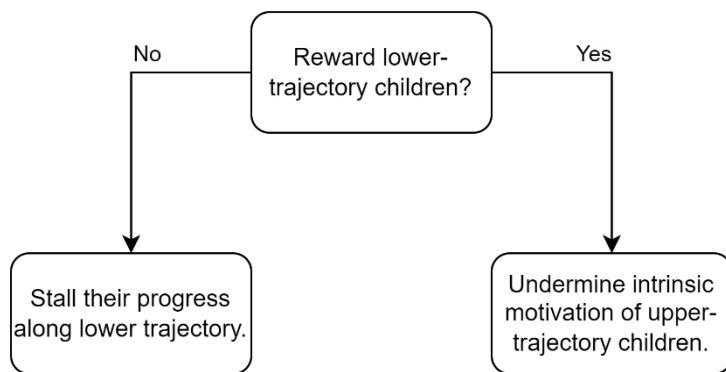 No
Reward lower-
trajectory children?
Yes
Stall their progress
along lower trajectory.
Undermine intrinsic
motivation of upper-
trajectory children.